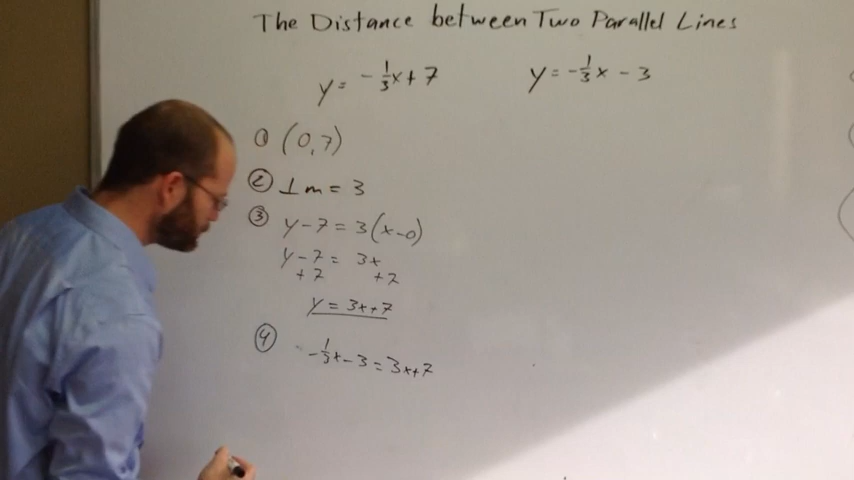 The Distance between Two Parallel Lines
y = -1/3x + 7    y = -1/3x - 3
① (0,7)
② ⊥m = 3
③ y-7 = 3(x-0)
y-7 = 3x
+7    +7
y = 3x+7
④ -1/3x - 3 = 3x+7